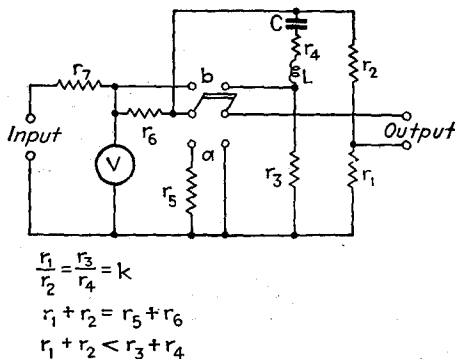 C
r4
L
r2
r7
b
r6
Input
V
a
r5
r3
Output
r1
r1/r2 = r3/r4 = k
r1 + r2 = r5 + r6
r1 + r2 < r3 + r4